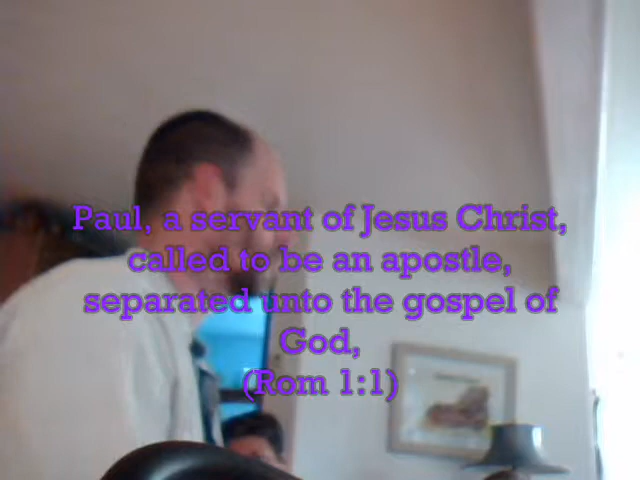 Paul, a servant of Jesus Christ,
called to be an apostle,
separated unto the gospel of
God,
(Rom 1:1)